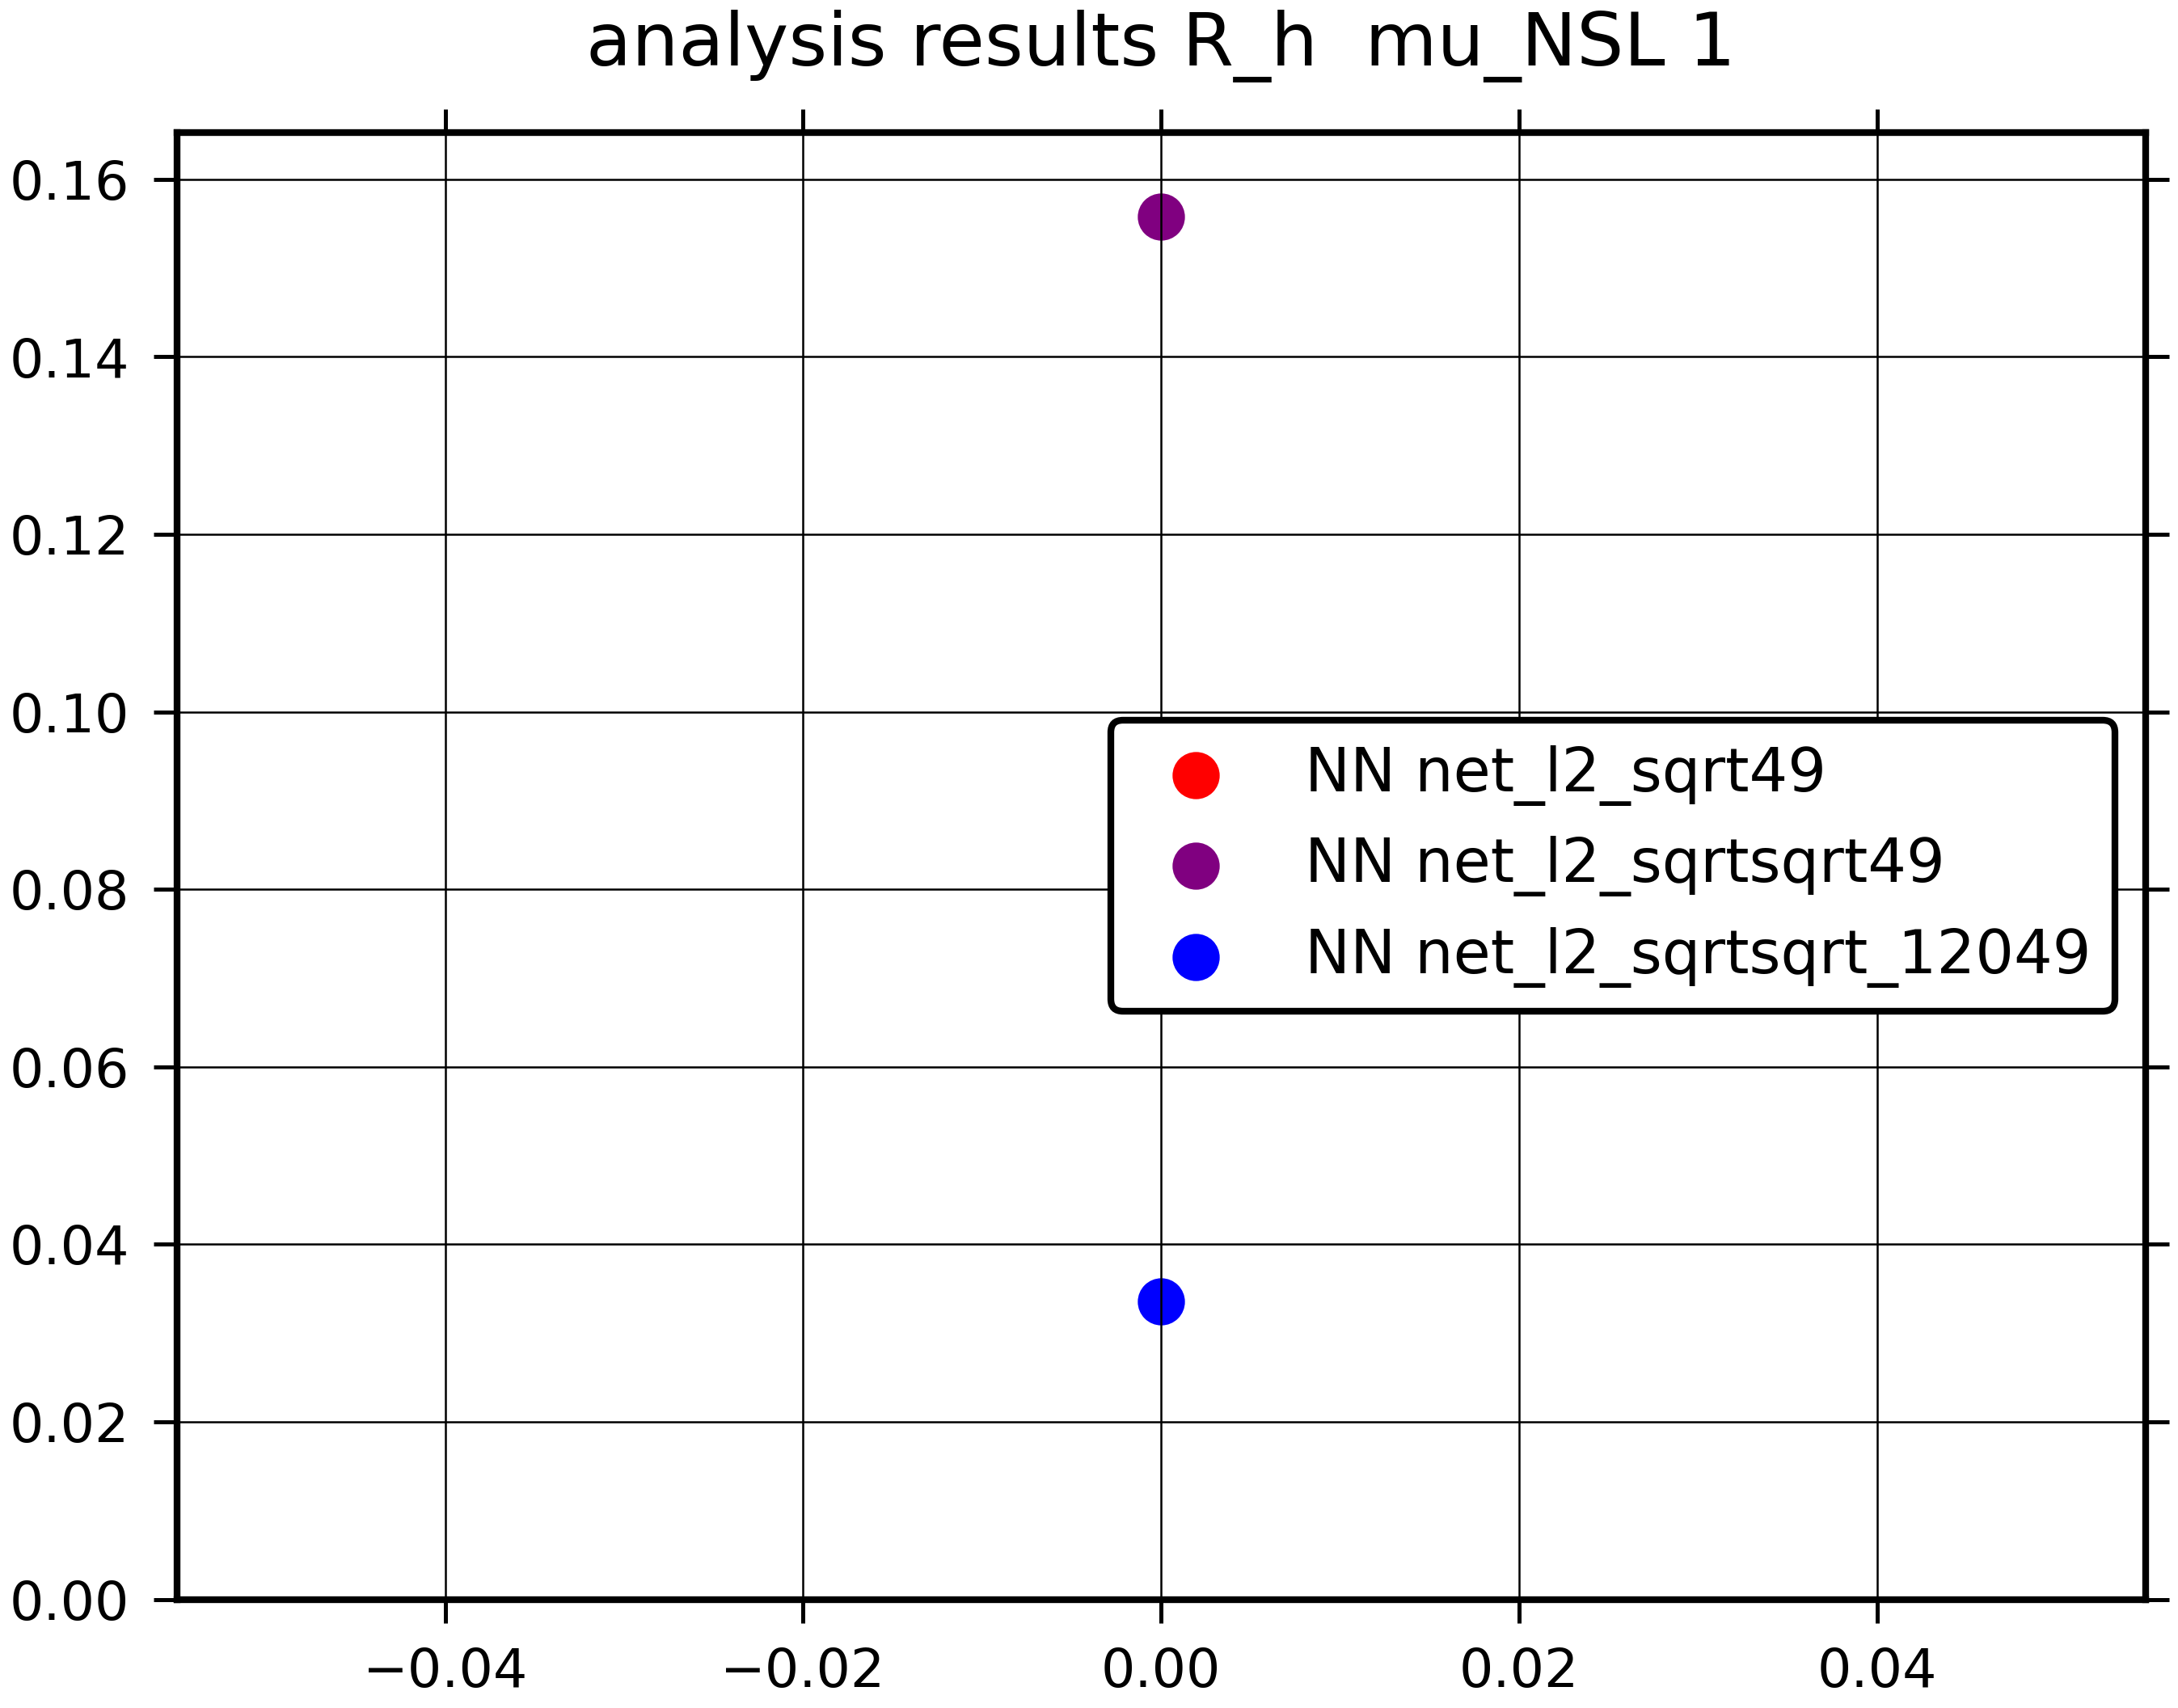 analysis results R_h  mu_NSL 1
0.16
0.14
0.12
0.10
0.08
0.06
0.04
0.02
0.00
NN net_l2_sqrt49
NN net_l2_sqrtsqrt49
NN net_l2_sqrtsqrt_12049
−0.04 −0.02 0.00 0.02 0.04